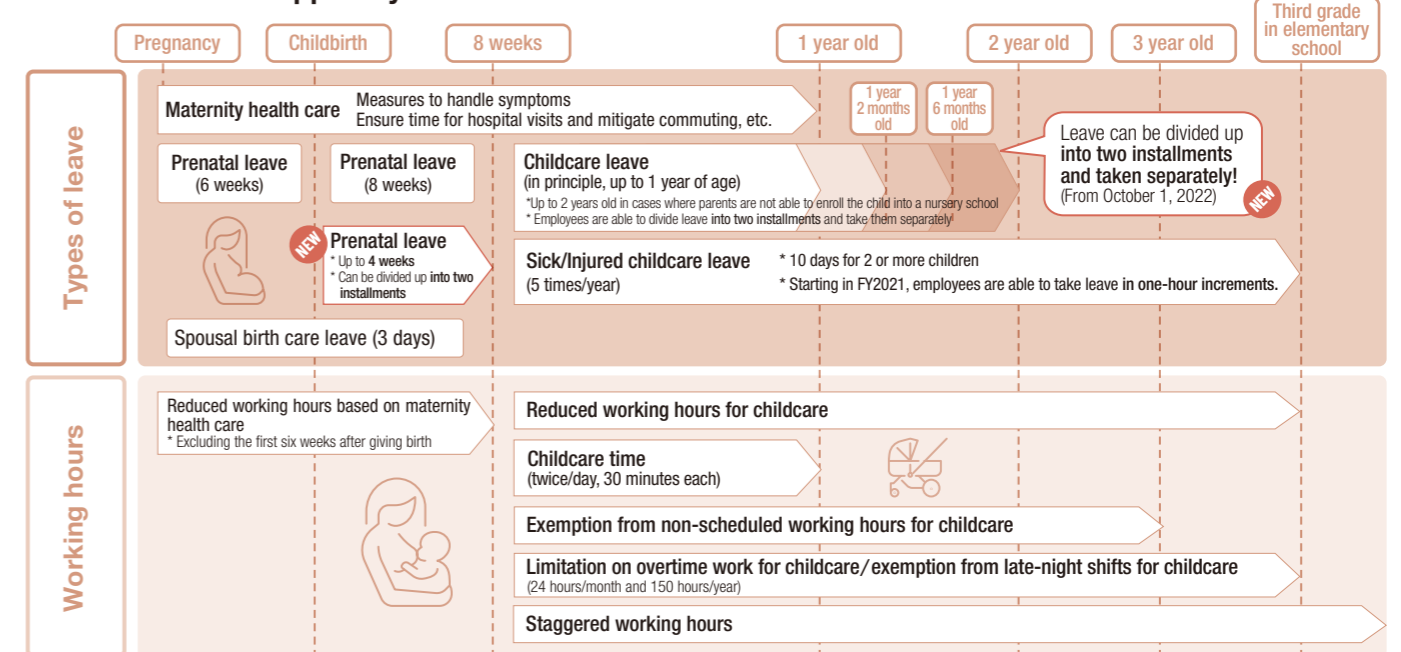 Pregnancy
Childbirth
8 weeks
1 year old
2 year old
3 year old
Third grade
in elementary
school
Types of leave
Maternity health care
Measures to handle symptoms
Ensure time for hospital visits and mitigate commuting, etc.
1 year
2 months
old
1 year
6 months
old
Prenatal leave
(6 weeks)
Prenatal leave
(8 weeks)
Childcare leave
(in principle, up to 1 year of age)
*Up to 2 years old in cases where parents are not able to enroll the child into a nursery school
* Employees are able to divide leave into two installments and take them separately
Leave can be divided up
into two installments
and taken separately!
(From October 1, 2022)
NEW
NEW
Prenatal leave
* Up to 4 weeks
* Can be divided up into two
installments
Sick/Injured childcare leave
(5 times/year)
* 10 days for 2 or more children
* Starting in FY2021, employees are able to take leave in one-hour increments.
Spousal birth care leave (3 days)
Working hours
Reduced working hours based on maternity
health care
* Excluding the first six weeks after giving birth
Reduced working hours for childcare
Childcare time
(twice/day, 30 minutes each)
Exemption from non-scheduled working hours for childcare
Limitation on overtime work for childcare/exemption from late-night shifts for childcare
(24 hours/month and 150 hours/year)
Staggered working hours